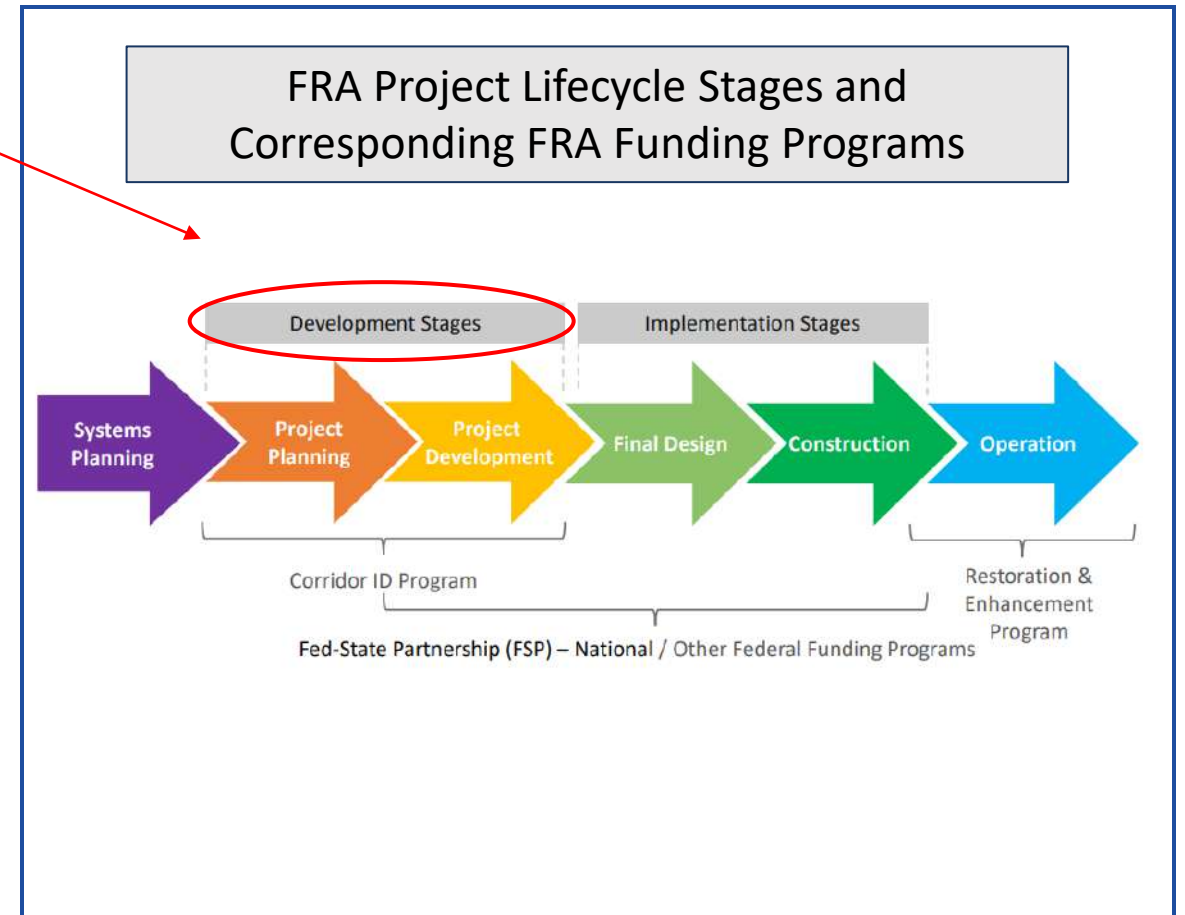 FRA Project Lifecycle Stages and
Corresponding FRA Funding Programs
Development Stages
Implementation Stages
Systems
Planning
Project
Planning
Project
Development
Final Design
Construction
Operation
Corridor ID Program
Restoration &
Enhancement
Program
Fed-State Partnership (FSP) – National / Other Federal Funding Programs